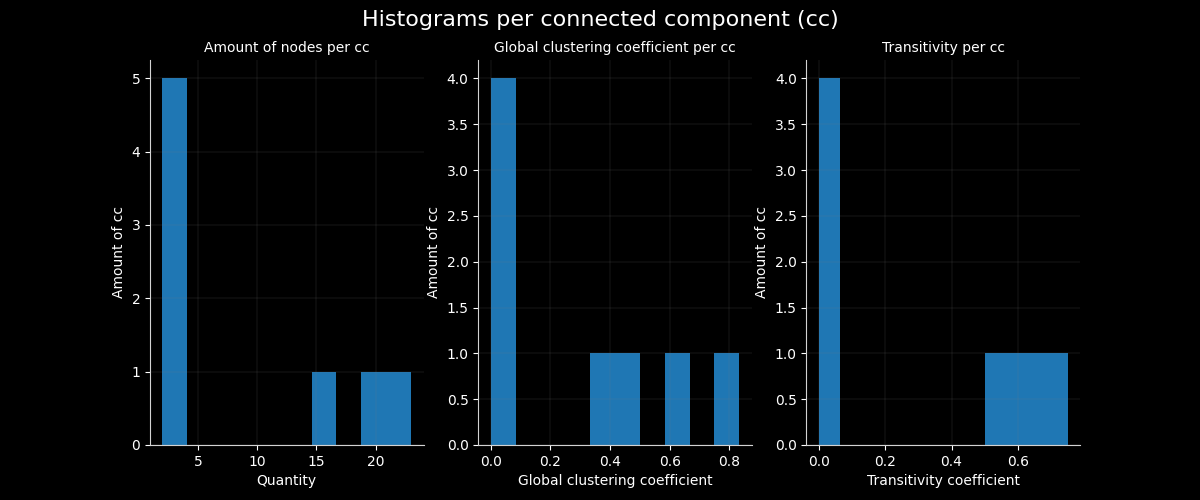 Histograms per connected component (cc)
Amount of nodes per cc
5
4
3
2
1
0
5 10 15 20
Amount of cc
Quantity
Global clustering coefficient per cc
4.0
3.5
3.0
2.5
2.0
1.5
1.0
0.5
0.0
0.0 0.2 0.4 0.6 0.8
Amount of cc
Global clustering coefficient
Transitivity per cc
4.0
3.5
3.0
2.5
2.0
1.5
1.0
0.5
0.0
0.0 0.2 0.4 0.6
Amount of cc
Transitivity coefficient